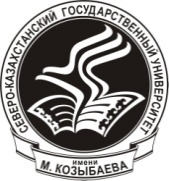 СЕВЕРО-КАЗАХСТАНСКИЙ ГОСУДАРСТВЕННЫЙ УНИВЕРСИТЕТ
имени
М. КОЗЫБАЕВА